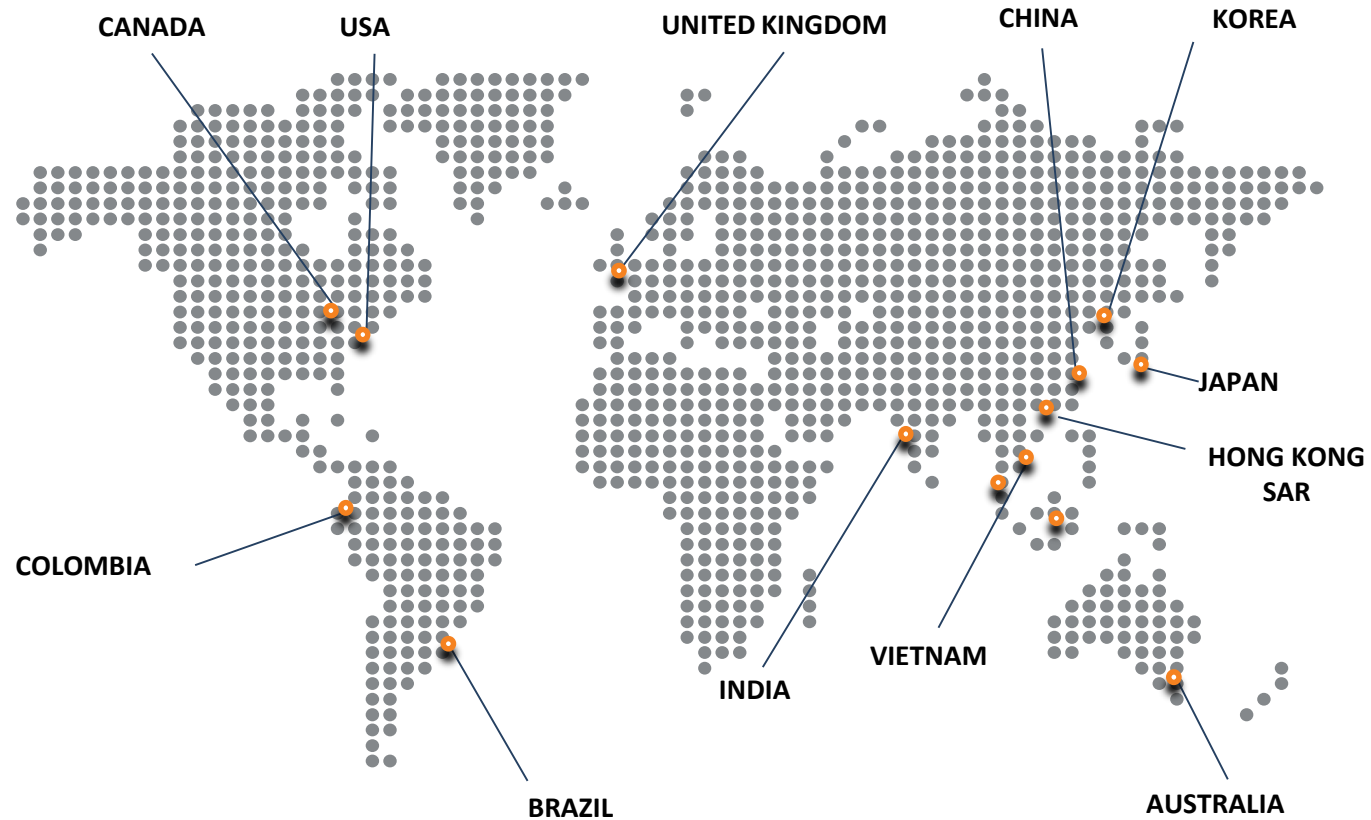 CANADA
USA
UNITED KINGDOM
CHINA
KOREA
JAPAN
HONG KONG
SAR
COLOMBIA
VIETNAM
INDIA
BRAZIL
AUSTRALIA